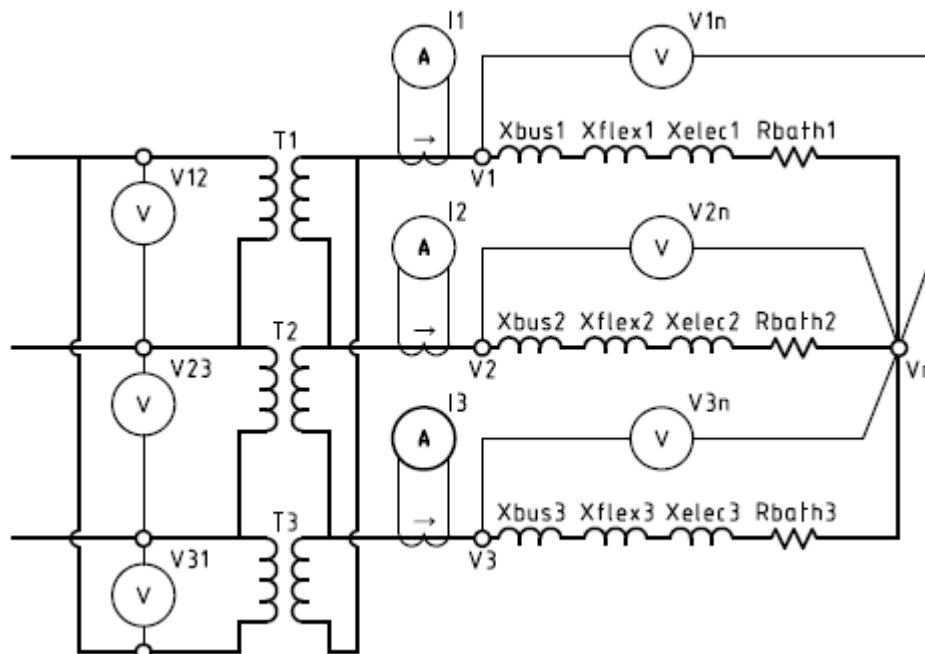 I1
V1n
A
V
T1
→
Xbus1 Xflex1 Xelec1 Rbath1
V12
V1
V
I2
V2n
A
V
T2
→
Xbus2 Xflex2 Xelec2 Rbath2
V23
V2
V
I3
V3n
A
V
T3
→
Xbus3 Xflex3 Xelec3 Rbath3
V31
V3
V